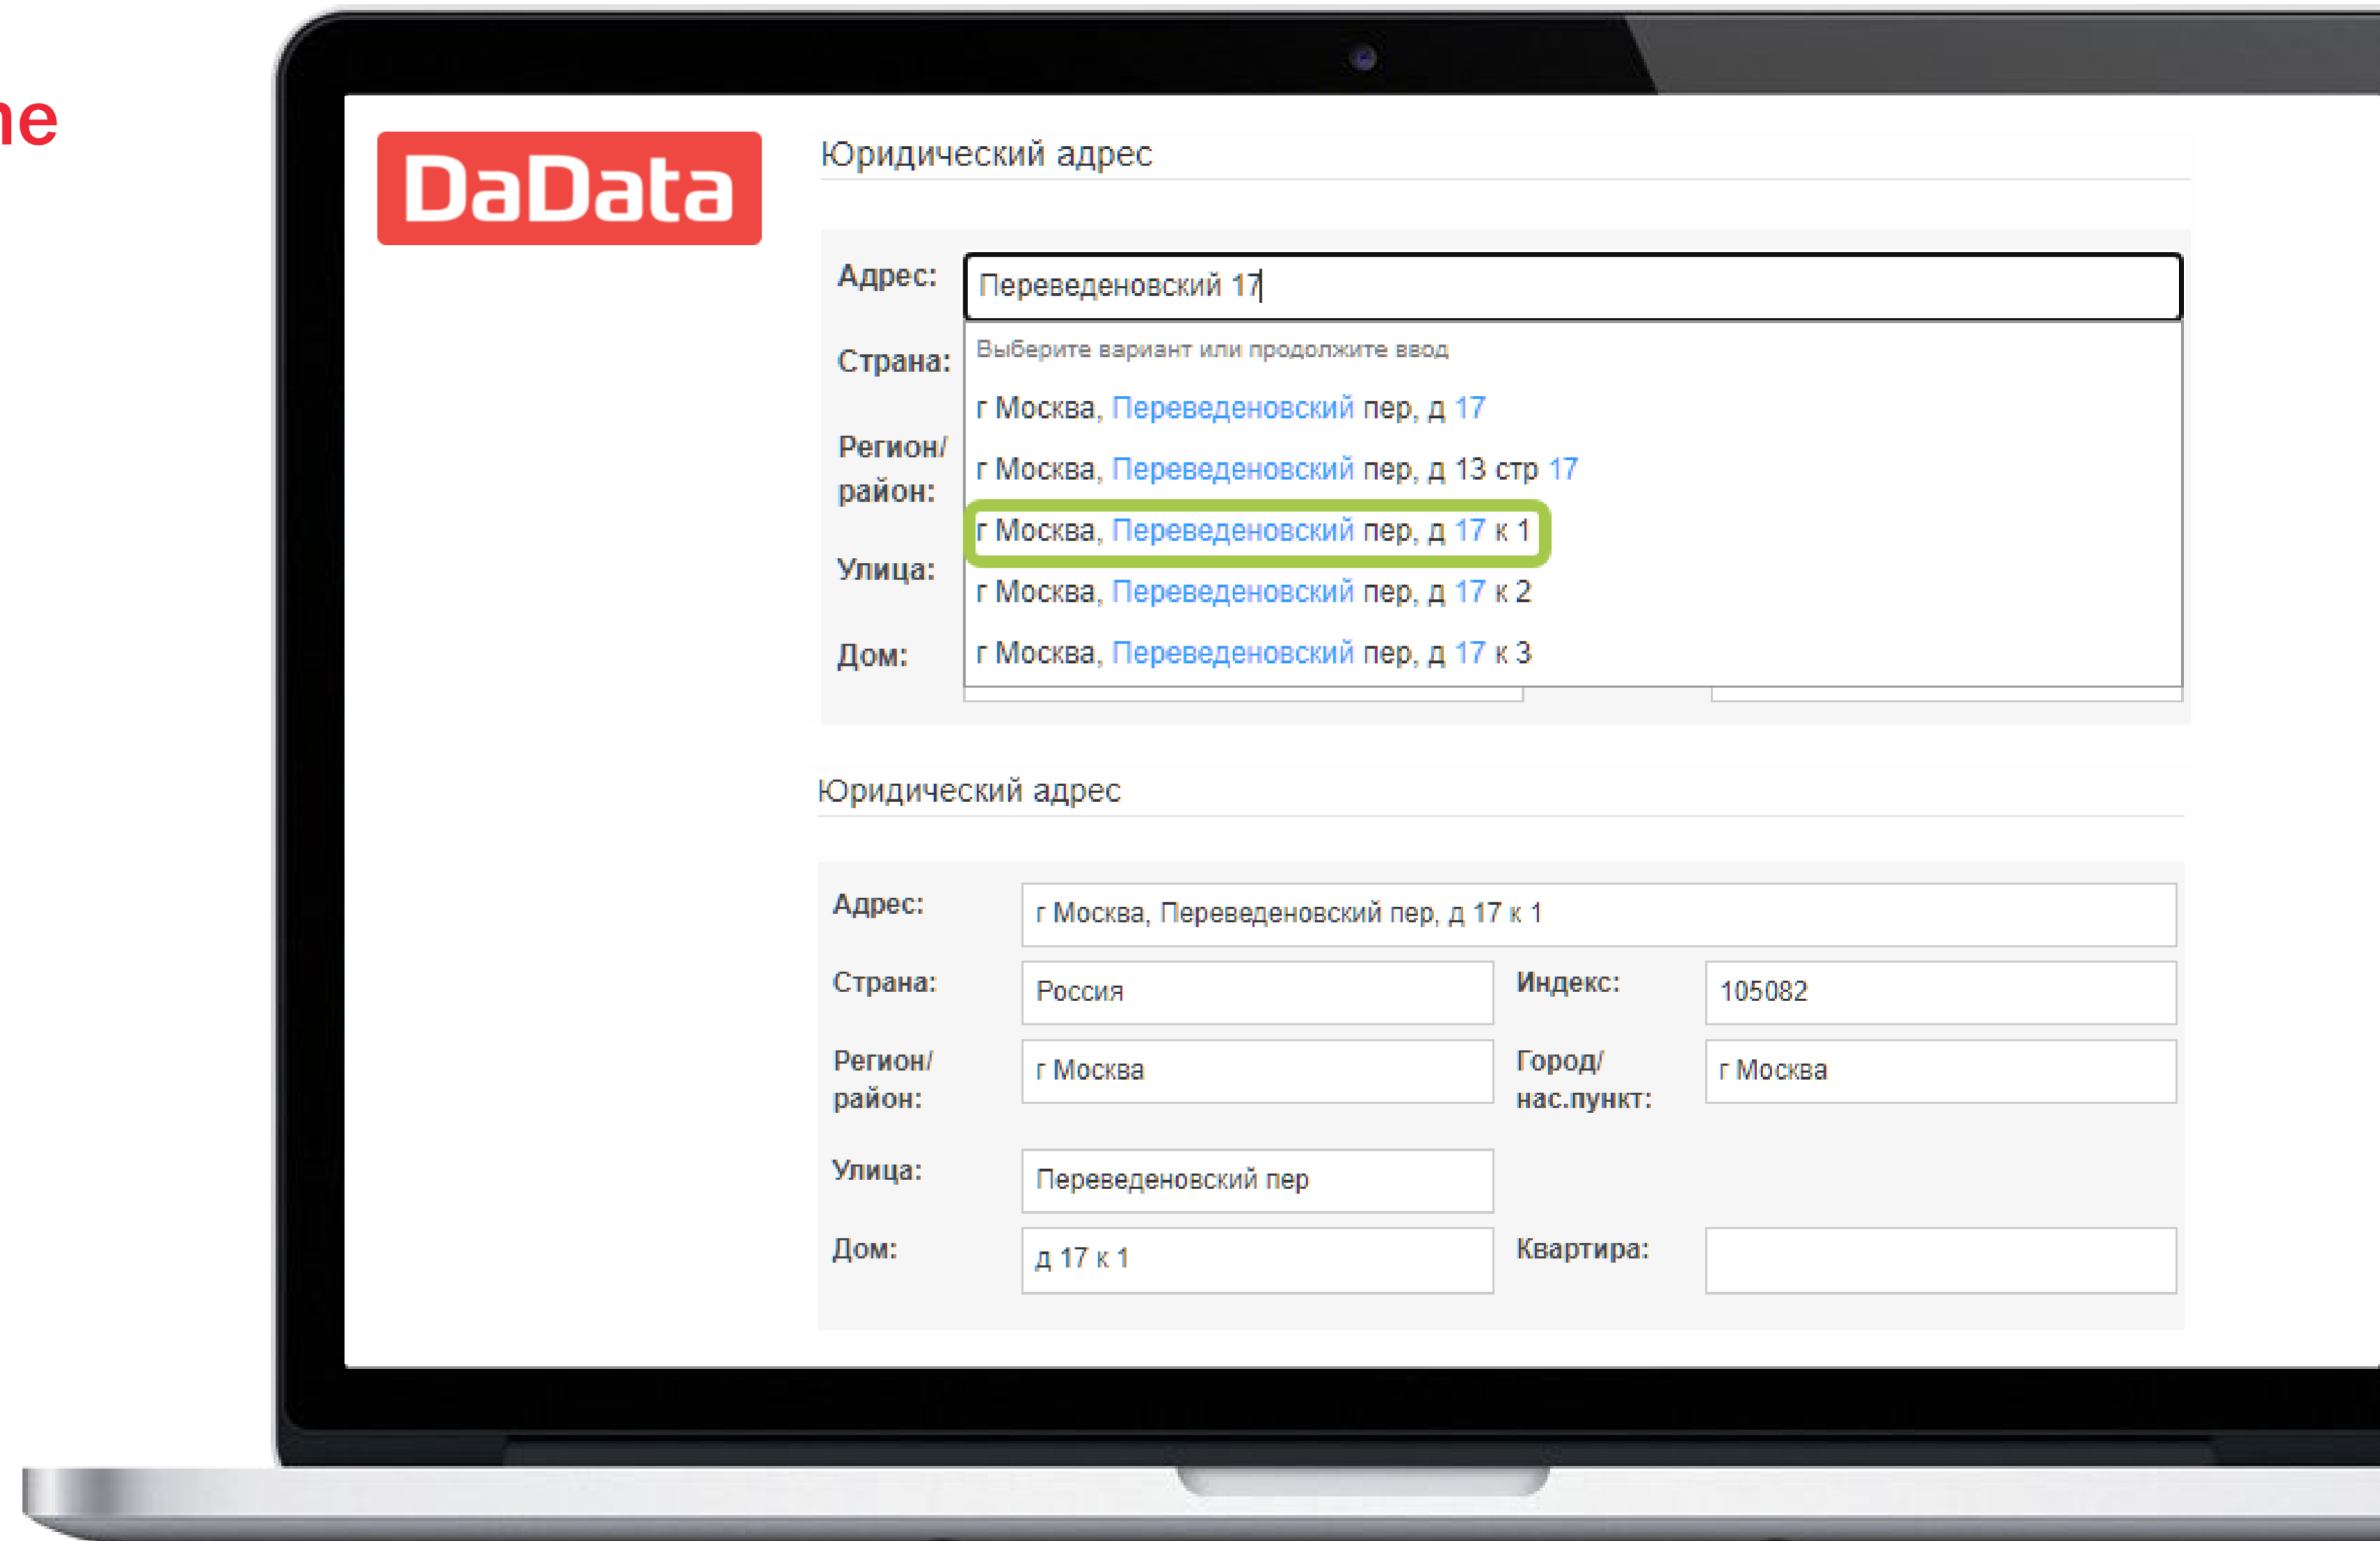 DaData
Юридический адрес
Адрес: Переведеновский 17
Выберите вариант или продолжите ввод
Страна:
г Москва, Переведеновский пер, д 17
Регион/
район:
г Москва, Переведеновский пер, д 13 стр 17
г Москва, Переведеновский пер, д 17 к 1
Улица:
г Москва, Переведеновский пер, д 17 к 2
Дом:
г Москва, Переведеновский пер, д 17 к 3
Юридический адрес
Адрес: г Москва, Переведеновский пер, д 17 к 1
Страна: Россия Индекс: 105082
Регион/
район: г Москва Город/
нас.пункт: г Москва
Улица: Переведеновский пер
Дом: д 17 к 1 Квартира: